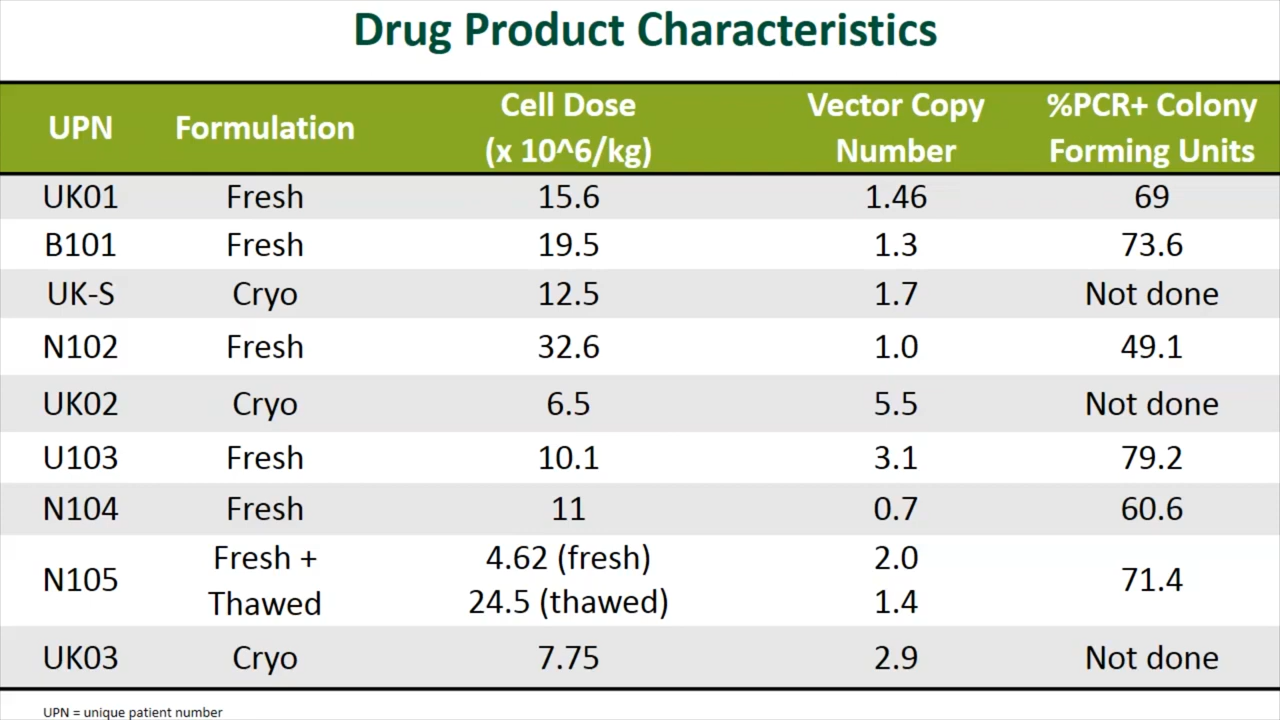 Drug Product Characteristics
UPN Formulation Cell Dose (x 10^6/kg) Vector Copy Number %PCR+ Colony Forming Units
UK01 Fresh 15.6 1.46 69
B101 Fresh 19.5 1.3 73.6
UK-S Cryo 12.5 1.7 Not done
N102 Fresh 32.6 1.0 49.1
UK02 Cryo 6.5 5.5 Not done
U103 Fresh 10.1 3.1 79.2
N104 Fresh 11 0.7 60.6
N105 Fresh + Thawed 4.62 (fresh) 24.5 (thawed) 2.0 1.4 71.4
UK03 Cryo 7.75 2.9 Not done
UPN = unique patient number